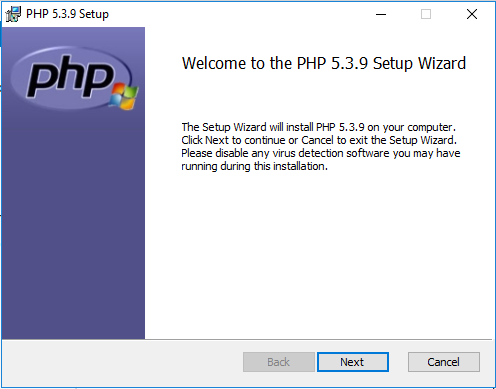 PHP 5.3.9 Setup
php
Welcome to the PHP 5.3.9 Setup Wizard
The Setup Wizard will install PHP 5.3.9 on your computer.
Click Next to continue or Cancel to exit the Setup Wizard.
Please disable any virus detection software you may have
running during this installation.
Back
Next
Cancel